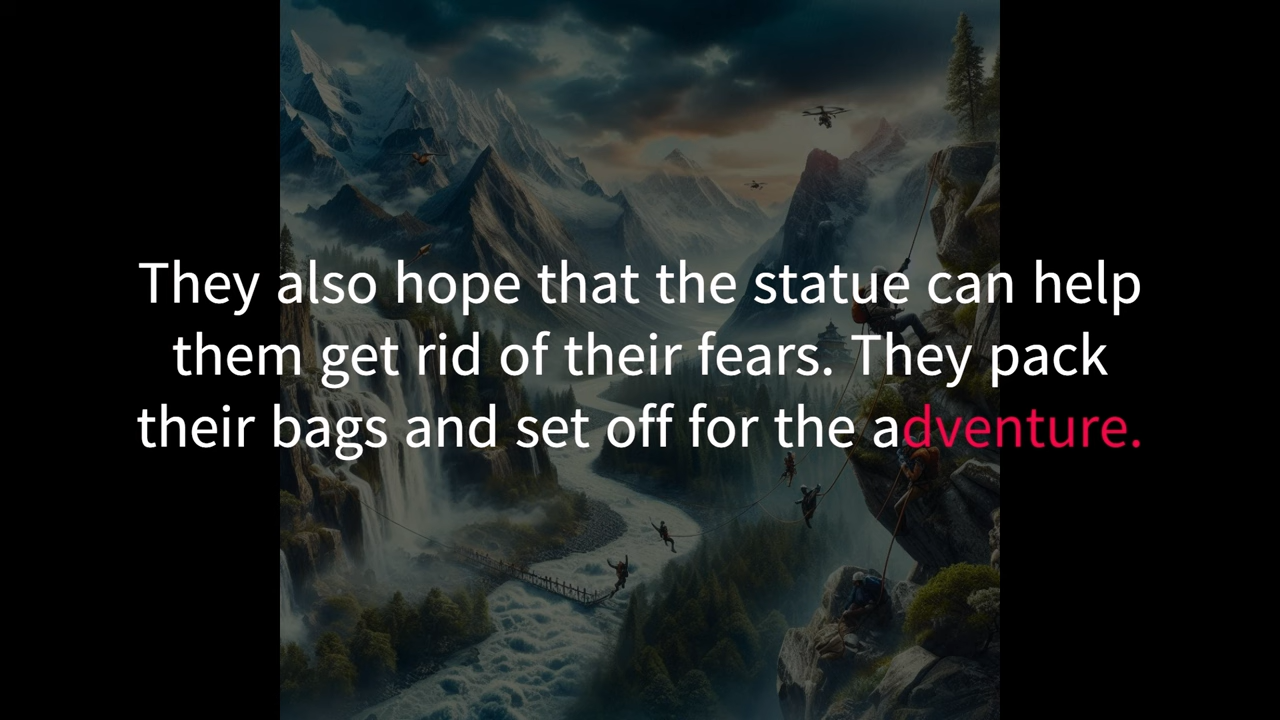 They also hope that the statue can help
them get rid of their fears. They pack
their bags and set off for the adventure.